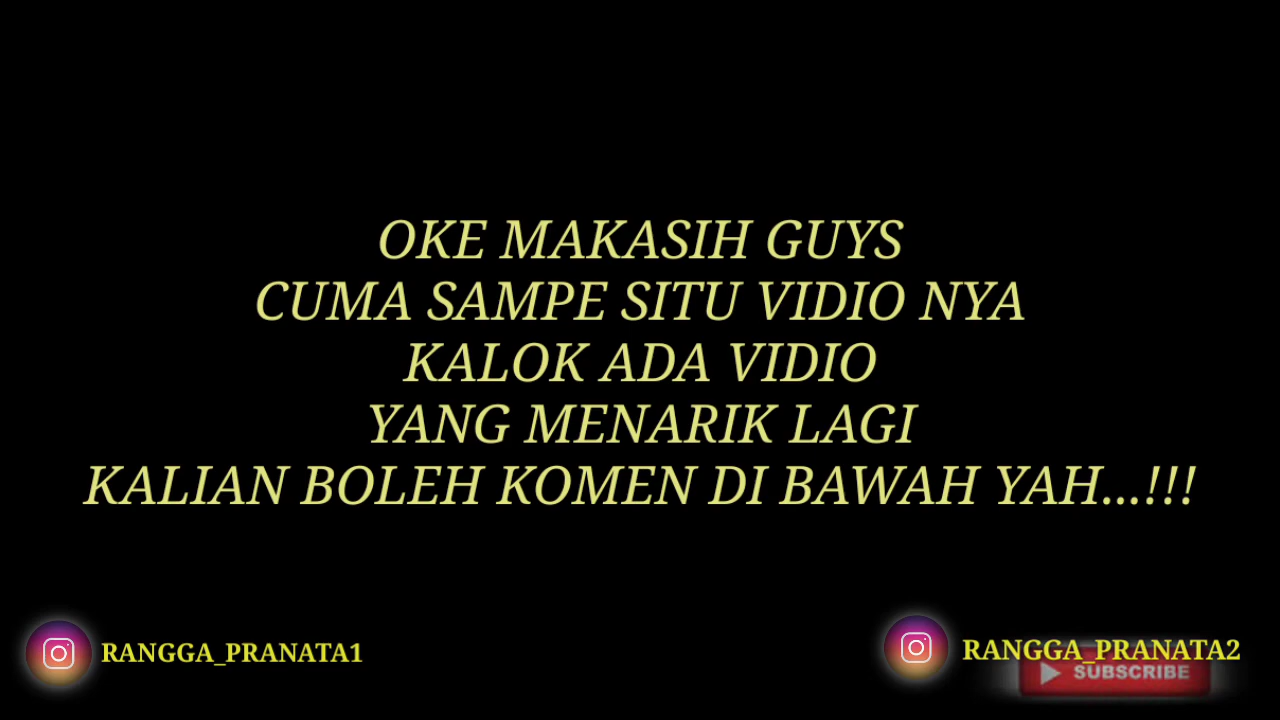 OKE MAKASIH GUYS
CUMA SAMPE SITU VIDIO NYA
KALOK ADA VIDIO
YANG MENARIK LAGI
KALIAN BOLEH KOMEN DI BAWAH YAH...!!!
RANGGA_PRANATA1
RANGGA_PRANATA2
SUBSCRIBE